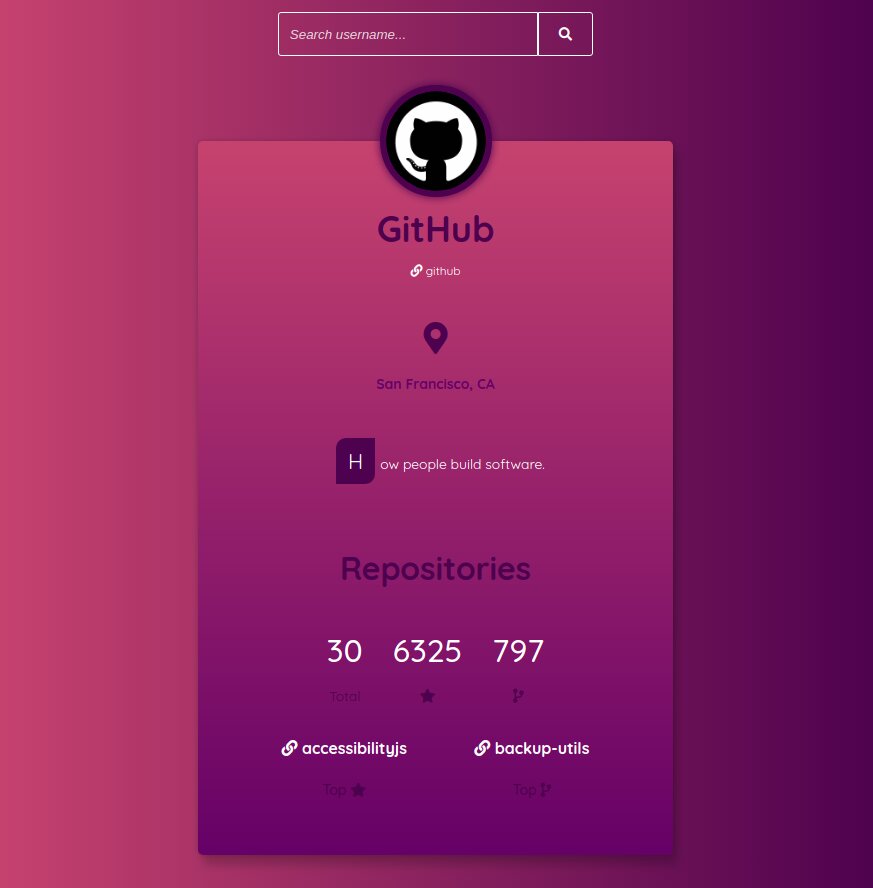 Search username...
GitHub
github
San Francisco, CA
How people build software.
Repositories
30 6325 797
Total
accessibilityjs backup-utils
Top Top